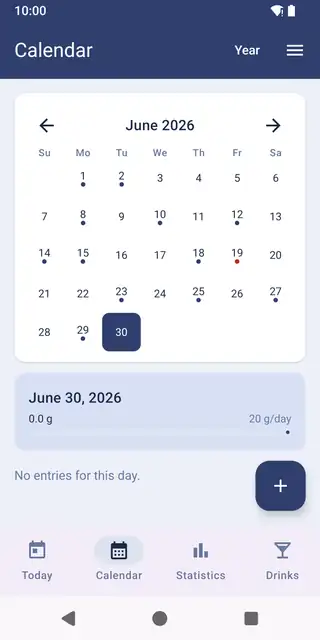 10:00
Calendar Year
June 2026
Su Mo Tu We Th Fr Sa
1 2 3 4 5 6
7 8 9 10 11 12 13
14 15 16 17 18 19 20
21 22 23 24 25 26 27
28 29 30
June 30, 2026
0.0 g 20 g/day
No entries for this day.
Today Calendar Statistics Drinks